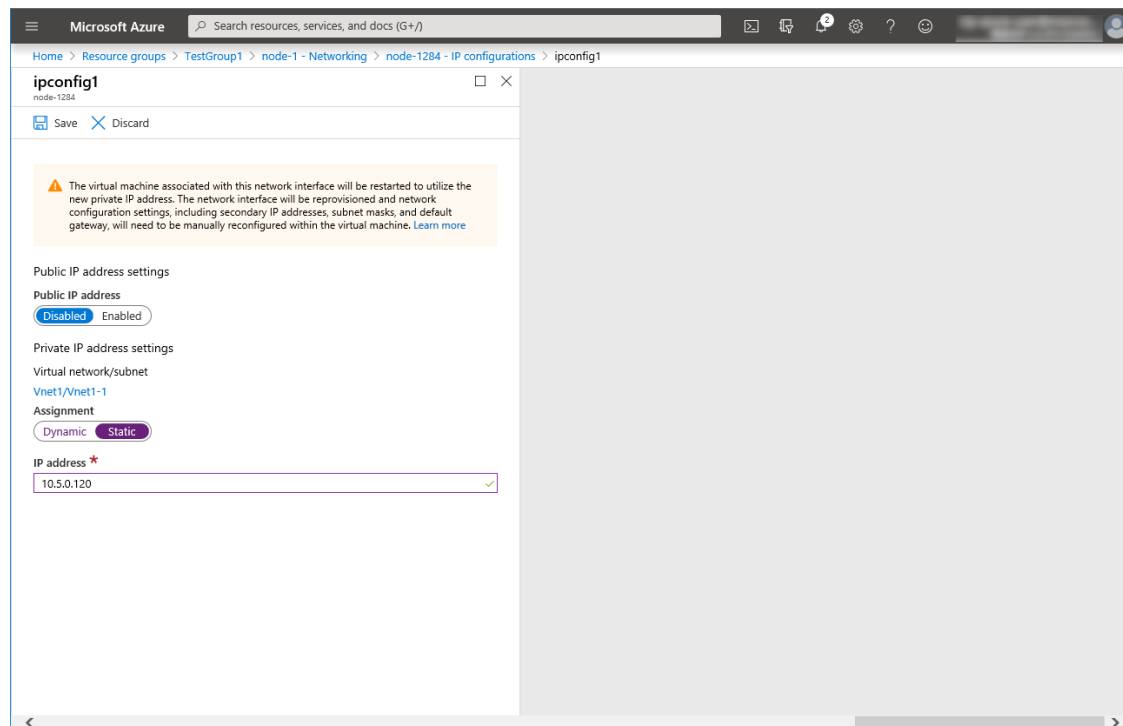 Microsoft Azure
Search resources, services, and docs (G+/)
2
Home > Resource groups > TestGroup1 > node-1 - Networking > node-1284 - IP configurations > ipconfig1
ipconfig1
node-1284
Save Discard
The virtual machine associated with this network interface will be restarted to utilize the
new private IP address. The network interface will be reprovisioned and network
configuration settings, including secondary IP addresses, subnet masks, and default
gateway, will need to be manually reconfigured within the virtual machine. Learn more
Public IP address settings
Public IP address
Disabled Enabled
Private IP address settings
Virtual network/subnet
Vnet1/Vnet1-1
Assignment
Dynamic Static
IP address *
10.5.0.120